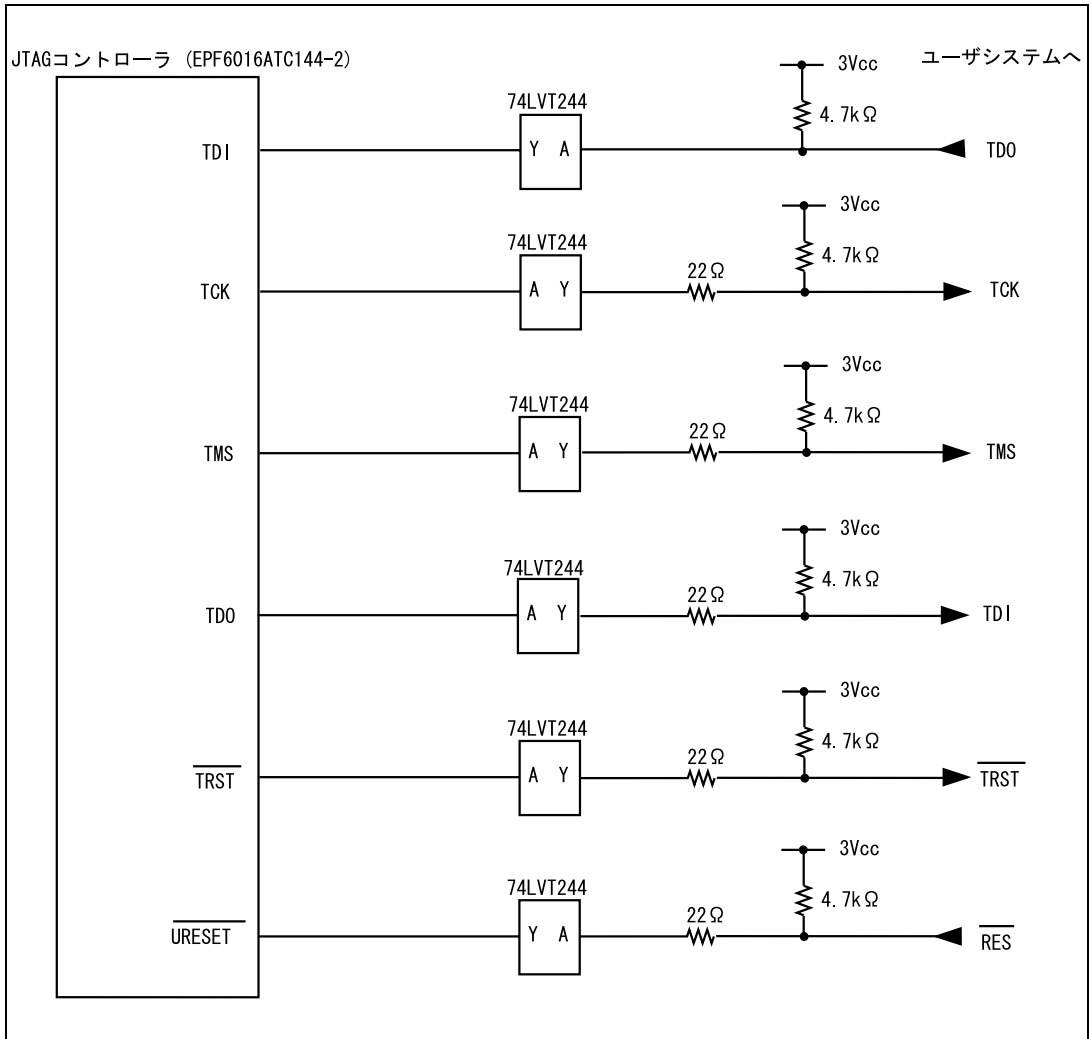 JTAGコントローラ (EPF6016ATC144-2)
ユーザシステムへ
3Vcc
74LVT244
4.7kΩ
TDI
Y A
TDO
3Vcc
74LVT244
4.7kΩ
22Ω
TCK
A Y
TCK
3Vcc
74LVT244
4.7kΩ
22Ω
TMS
A Y
TMS
3Vcc
74LVT244
4.7kΩ
22Ω
TDO
A Y
TDI
3Vcc
74LVT244
4.7kΩ
22Ω
TRST
A Y
TRST
3Vcc
74LVT244
4.7kΩ
22Ω
URESET
Y A
RES